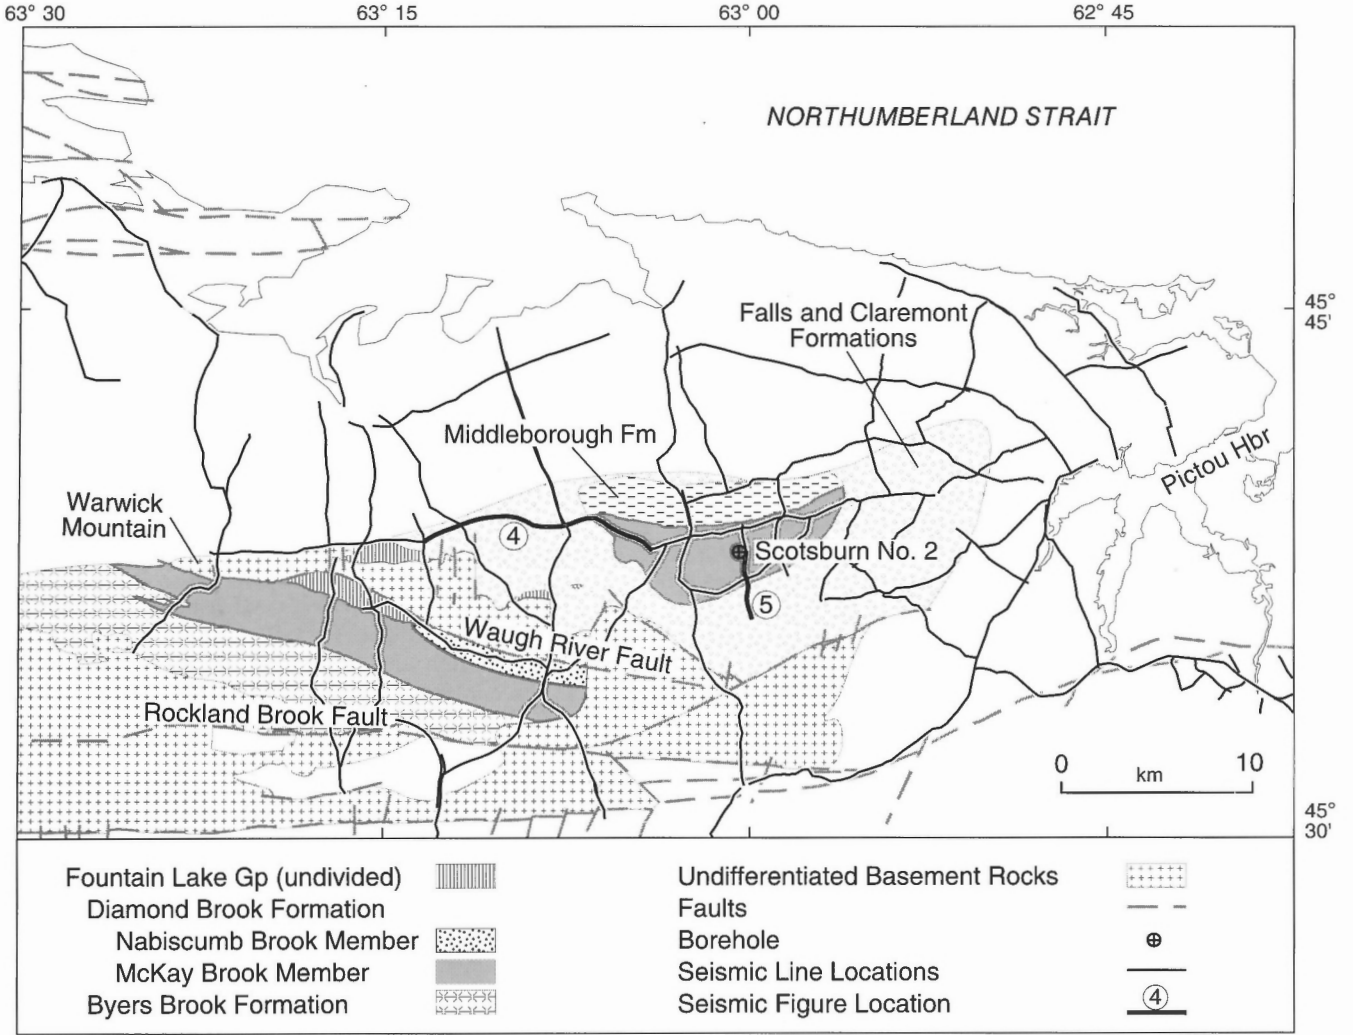 63° 30
63° 15
63° 00
62° 45
NORTHUMBERLAND STRAIT
45°
45'
Falls and Claremont
Formations
Middleborough Fm
Pictou Hbr
Warwick
Mountain
4
Scotsburn No. 2
5
Waugh River Fault
Rockland Brook Fault
0
km
10
45°
30'
Fountain Lake Gp (undivided)
Diamond Brook Formation
Nabiscumb Brook Member
McKay Brook Member
Byers Brook Formation
Undifferentiated Basement Rocks
Faults
Borehole
Seismic Line Locations
Seismic Figure Location
4